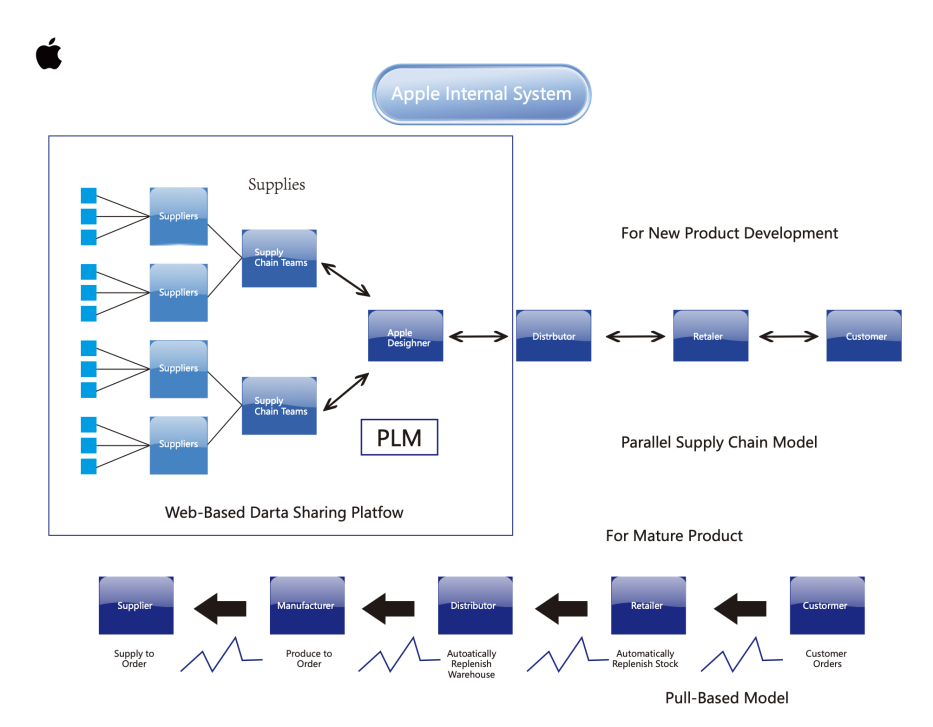 Apple Internal System
Supplies
Suppliers
Supply
Chain Teams
Suppliers
For New Product Development
Apple
Desighner
Distrbutor
Retaler
Customer
Suppliers
Supply
Chain Teams
Suppliers
PLM
Parallel Supply Chain Model
Web-Based Darta Sharing Platfow
For Mature Product
Supplier
Manufacturer
Distributor
Retailer
Custormer
Supply to
Order
Produce to
Order
Autoatically
Replenish
Warehouse
Automatically
Replenish Stock
Customer
Orders
Pull-Based Model